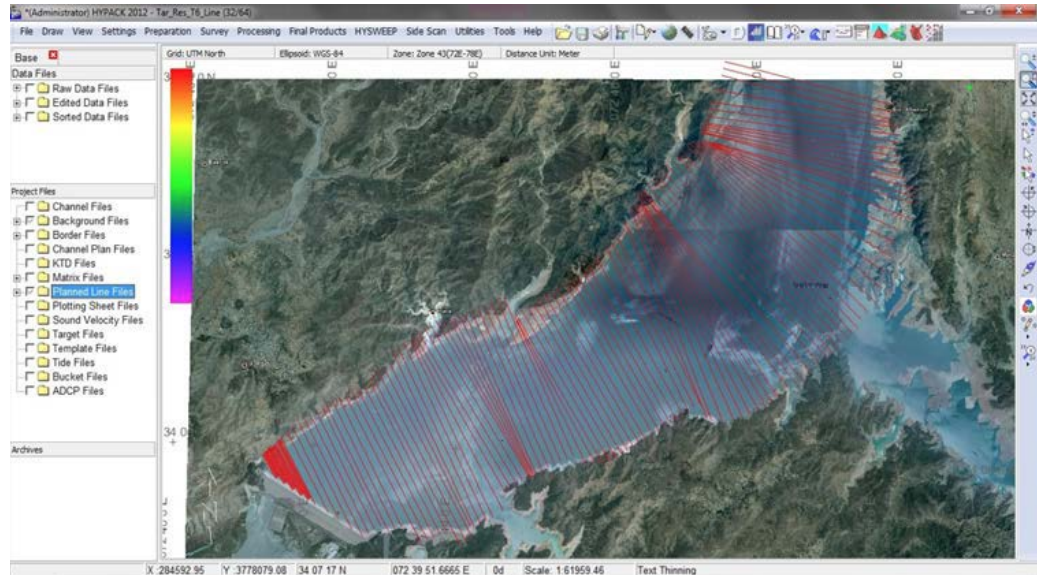 *(Administrator) HYPACK 2012 - Tar_Res_T6_Line (32/64)
File Draw View Settings Preparation Survey Processing Final Products HYSWEEP Side Scan Utilities Tools Help
Base
Grid: UTM North Ellipsoid: WGS-84 Zone: Zone 43(72E-78E) Distance Unit: Meter
Data Files
Raw Data Files
Edited Data Files
Sorted Data Files
Project Files
Channel Files
Background Files
Border Files
Channel Plan Files
KTD Files
Matrix Files
Planned Line Files
Plotting Sheet Files
Sound Velocity Files
Target Files
Template Files
Tide Files
Bucket Files
ADCP Files
34 0
Archives
X :284592.95 Y :3778079.08 34 07 17 N 072 39 51.6665 E 0d Scale: 1:61959.46 Text Thinning